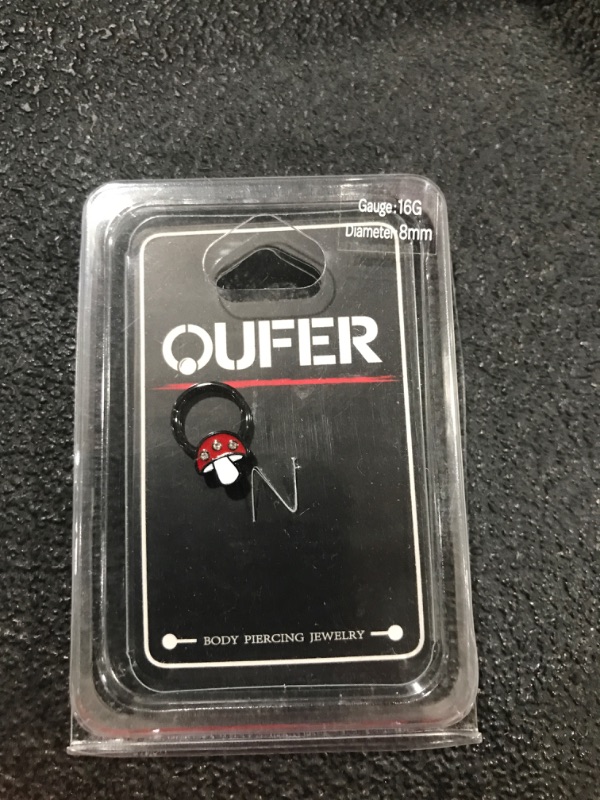 Gauge:16G
Diameter:8mm
OUFER
BODY PIERCING JEWELRY